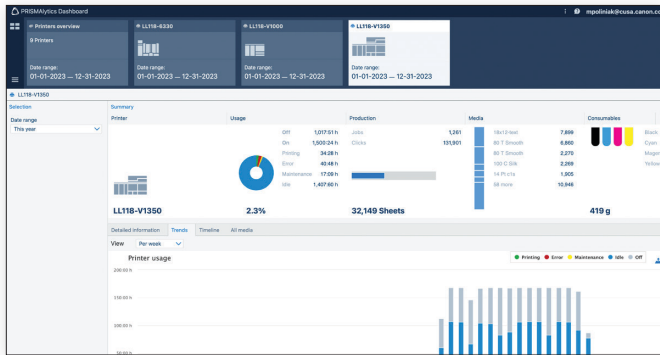 PRISMAlytics Dashboard
mpoliniak@cusa.canon.co
Printers overview
9 Printers
Date range:
01-01-2023 — 12-31-2023
LL118-6330
Date range:
01-01-2023 — 12-31-2023
LL118-V1000
Date range:
01-01-2023 — 12-31-2023
LL118-V1350
Date range:
01-01-2023 — 12-31-2023
LL118-V1350
Selection
Date range
This year
Summary
Printer
LL118-V1350
Usage
Off 1,017:51 h
On 1,500:24 h
Printing 34:28 h
Error 40:48 h
Maintenance 17:09 h
Idle 1,407:60 h
2.3%
Production
Jobs 1,281
Clicks 131,901
32,149 Sheets
Media
18x13 test 7,899
80 T Smooth 6,860
80 T Smooth 2,270
100 C Silk 2,269
14 Pt c1s 1,905
58 more 10,946
Consumables
Black
Cyan
Magen
Yellow
419 g
Detailed information Trends Timeline All media
View Per week
Printer usage
Printing Error Maintenance Idle Off
200:00 h
150:00 h
100:00 h
50:00 h